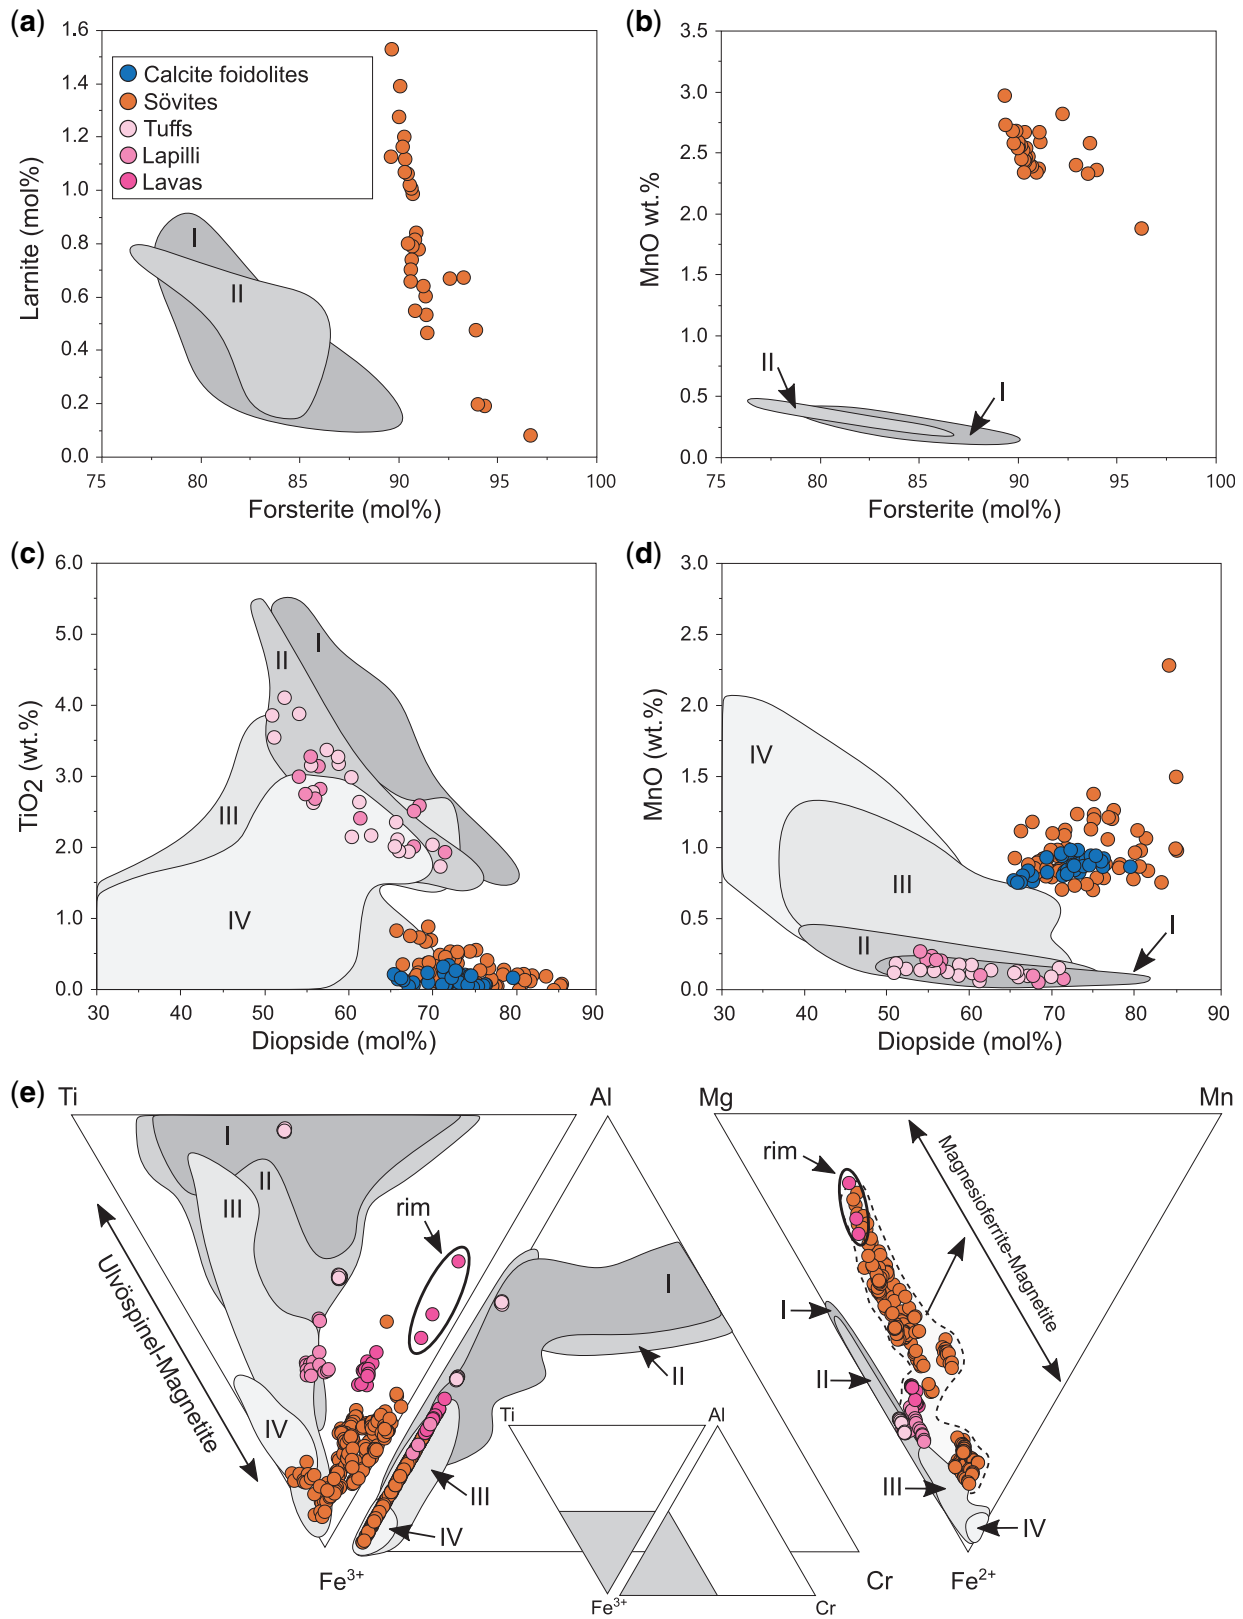 (a)
1.6
1.4
1.2
1.0
0.8
0.6
0.4
0.2
0.0
Larnite (mol%)
Calcite foidolites
Sövites
Tuffs
Lapilli
Lavas
I
II
75 80 85 90 95 100
Forsterite (mol%)
(b)
3.5
3.0
2.5
2.0
1.5
1.0
0.5
0.0
MnO wt.%
II
I
75 80 85 90 95 100
Forsterite (mol%)
(c)
6.0
5.0
4.0
3.0
2.0
1.0
0.0
TiO2 (wt.%)
I
II
III
IV
30 40 50 60 70 80 90
Diopside (mol%)
(d)
3.0
2.5
2.0
1.5
1.0
0.5
0.0
MnO (wt.%)
IV
III
II
I
30 40 50 60 70 80 90
Diopside (mol%)
(e)
Ti
Al
I
II
III
IV
rim
Ulvöspinel-Magnetite
Fe3+
I
II
III
IV
Cr
Ti
Al
Fe3+
Cr
Mg
Mn
rim
Magnesioferrite-Magnetite
I
II
III
IV
Fe2+